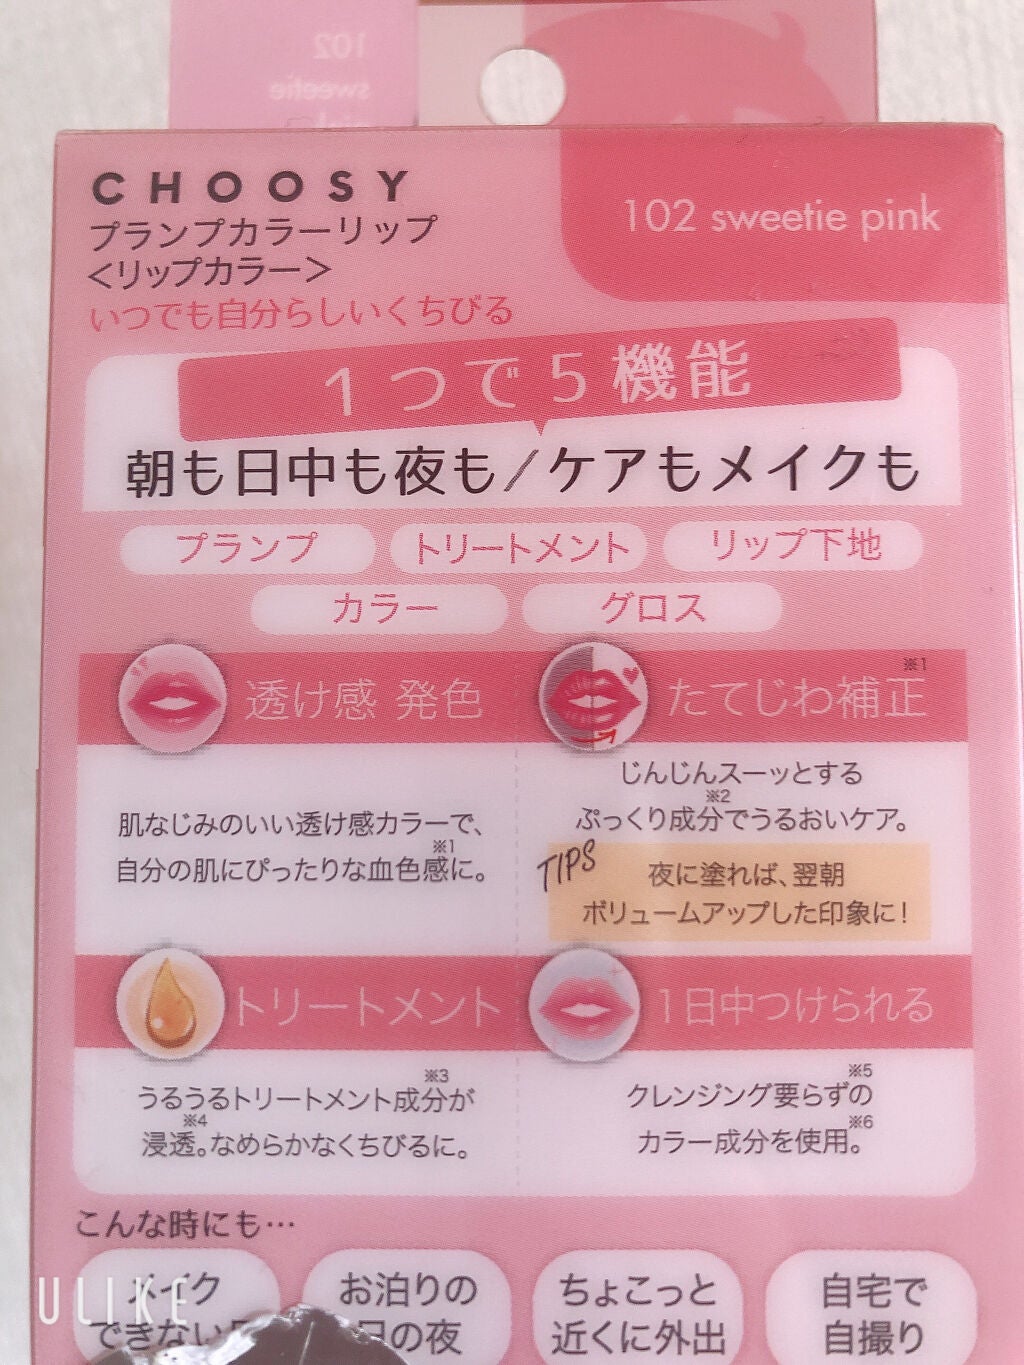 102
sweetie
CHOOSY
102 sweetie pink
プランプカラーリップ
<リップカラー>
いつでも自分らしいくちびる
1つで5機能
朝も日中も夜も/ケアもメイクも
プランプ
トリートメント
リップ下地
カラー
グロス
透け感 発色
肌なじみのいい透け感カラーで、
自分の肌にぴったりな血色感※1に。
たてじわ補正※1
じんじんスーッとする
ぷっくり成分※2でうるおいケア。
TIPS
夜に塗れば、翌朝
ボリュームアップした印象に!
トリートメント
うるうるトリートメント成分※3が
浸透※4。なめらかなくちびるに。
1日中つけられる
クレンジング要らず※5の
カラー成分を使用※6。
こんな時にも…
メイク
できない
お泊りの
日の夜
ちょこっと
近くに外出
自宅で
自撮り
ULIKE